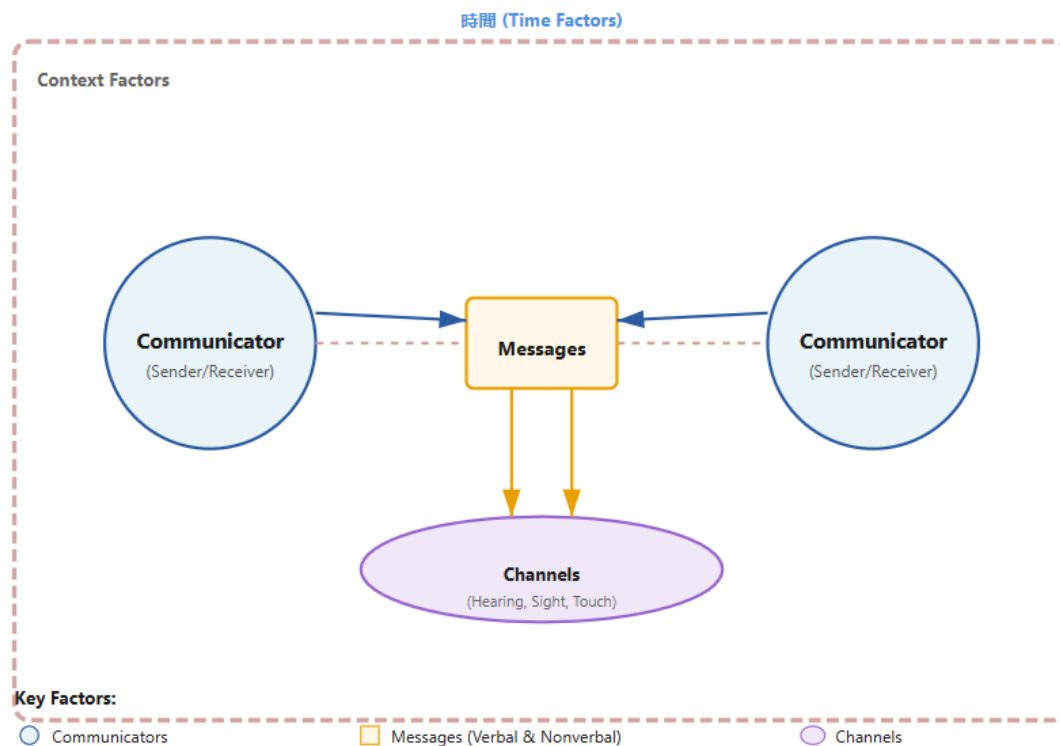 時間 (Time Factors)
Context Factors
Communicator
(Sender/Receiver)
Messages
Communicator
(Sender/Receiver)
Channels
(Hearing, Sight, Touch)
Key Factors:
Communicators
Messages (Verbal & Nonverbal)
Channels